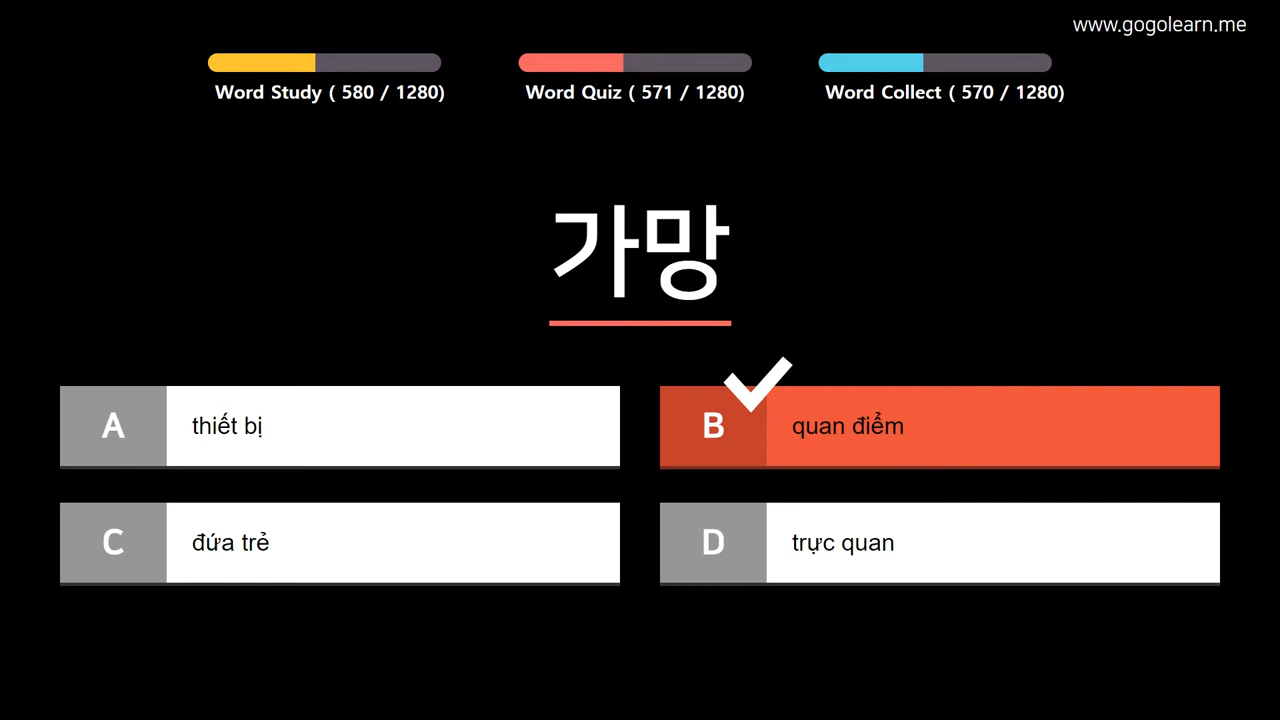 www.gogolearn.me
Word Study ( 580 / 1280)
Word Quiz ( 571 / 1280)
Word Collect ( 570 / 1280)
가망
A thiết bị
B quan điểm
C đứa trẻ
D trực quan